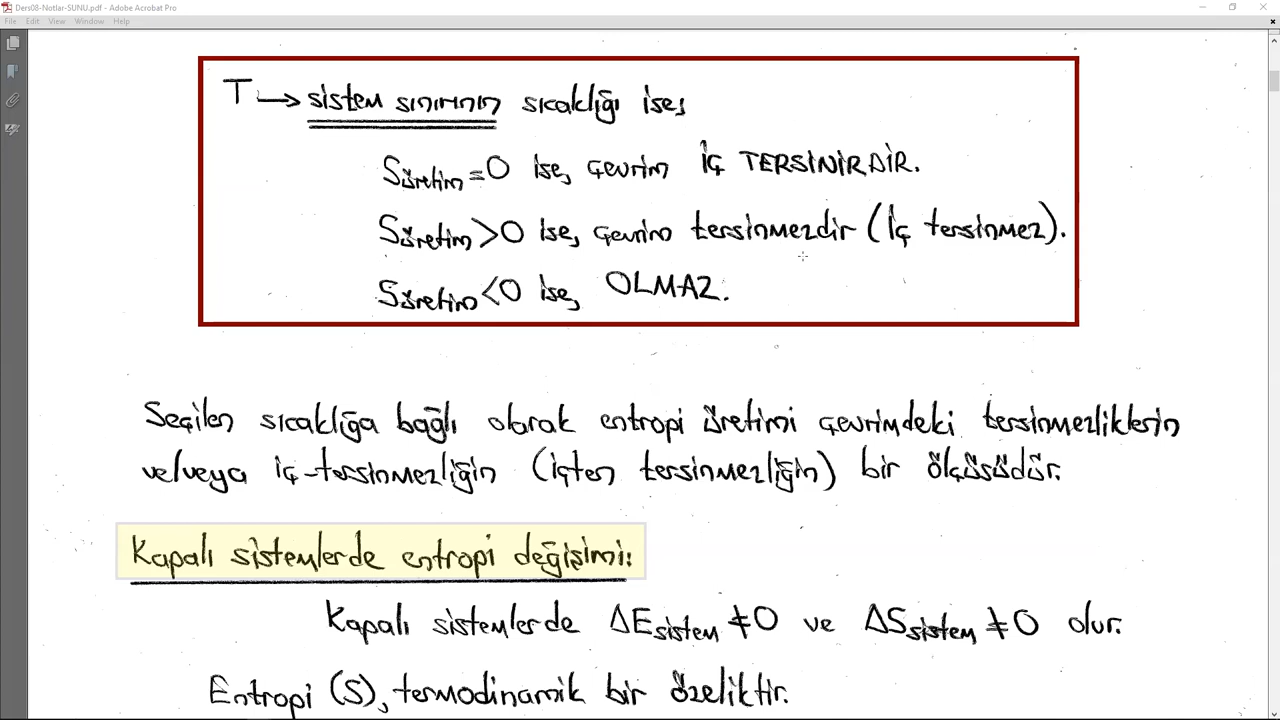 Ders08-Notlar-SUNU.pdf - Adobe Acrobat Pro
File Edit View Window Help
T → sistem sınırının sıcaklığı ise,
Süretim=0 ise, çevrim İÇ TERSİNİRDİR.
Süretim>0 ise, çevrim tersinmezdir (İç tersinmez).
Süretim<0 ise, OLMAZ.
Seçilen sıcaklığa bağlı olarak entropi üretimi çevrimdeki tersinmezliklerin
ve/veya iç-tersinmezliğin (içten tersinmezliğin) bir ölçüsüdür.
Kapalı sistemlerde entropi değişimi:
Kapalı sistemlerde ΔEsistem ≠ 0 ve ΔSsistem ≠ 0 olur.
Entropi (S), termodinamik bir özeliktir.